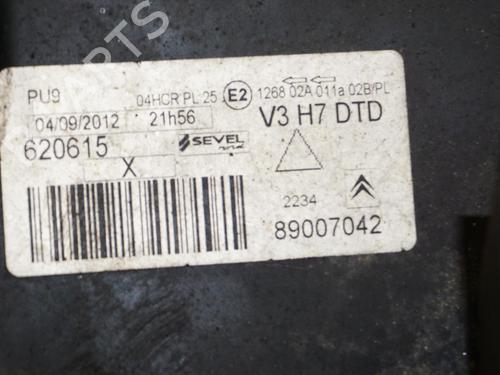 PARTS
PU9
04HCR PL 25 E2 1268 02A 011a 02B/PL
04/09/2012 21h56 V3 H7 DTD
620615 SEVEL
X
2234
89007042